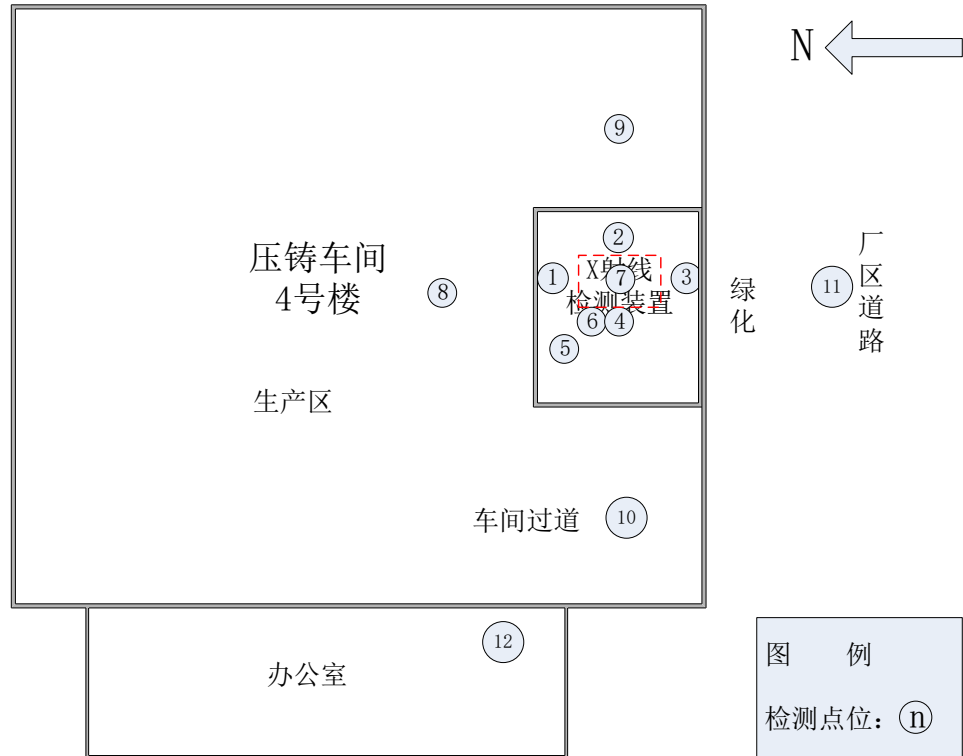 N
9
压铸车间
4号楼
8
2
X射线
1
7
3
检测装置
6
4
5
绿化
11
厂区道路
生产区
车间过道
10
12
办公室
图 例
检测点位：n